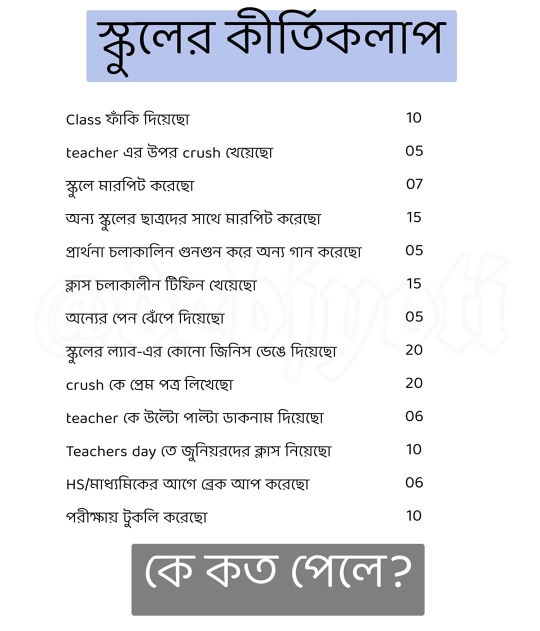 স্কুলের কীর্তিকলাপ
Class ফাঁকি দিয়েছো 10
teacher এর উপর crush খেয়েছো 05
স্কুলে মারপিট করেছো 07
অন্য স্কুলের ছাত্রদের সাথে মারপিট করেছো 15
প্রার্থনা চলাকালিন গুনগুন করে অন্য গান করেছো 05
ক্লাস চলাকালীন টিফিন খেয়েছো 15
অন্যের পেন ঝেঁপে দিয়েছো 05
স্কুলের ল্যাব-এর কোনো জিনিস ভেঙে দিয়েছো 20
crush কে প্রেম পত্র লিখেছো 20
teacher কে উল্টো পাল্টা ডাকনাম দিয়েছো 06
Teachers day তে জুনিয়রদের ক্লাস নিয়েছো 10
HS/মাধ্যমিকের আগে ব্রেক আপ করেছো 06
পরীক্ষায় টুকলি করেছো 10
কে কত পেলে?